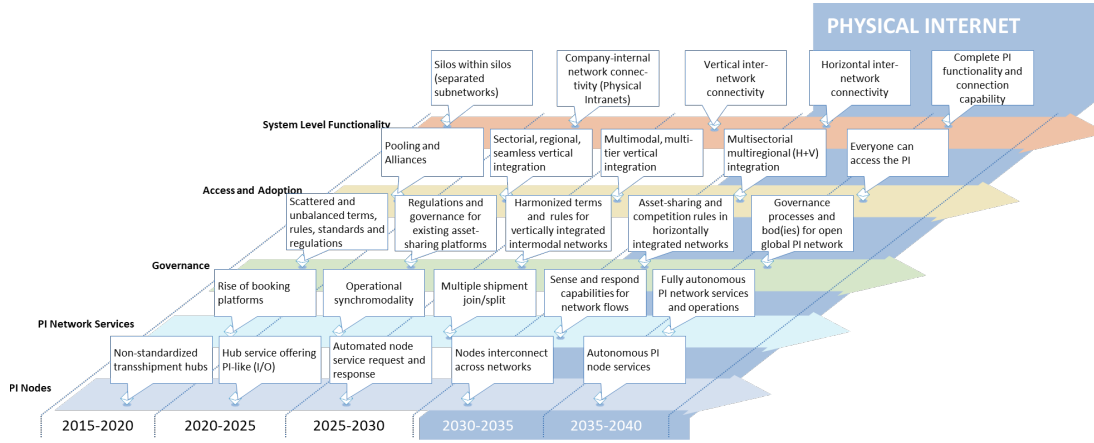 PHYSICAL INTERNET
Silos within silos
(separated
subnetworks)
Company-internal
network connec-
tivity (Physical
Intranets)
Vertical inter-
network
connectivity
Horizontal inter-
network
connectivity
Complete PI
functionality and
connection
capability
System Level Functionality
Pooling and
Alliances
Sectorial, regional,
seamless vertical
integration
Multimodal, multi-
tier vertical
integration
Multisectorial
multiregional (H+V)
integration
Everyone can
access the PI
Access and Adoption
Scattered and
unbalanced terms,
rules, standards and
regulations
Regulations and
governance for
existing asset-
sharing platforms
Harmonized terms
and rules for
vertically integrated
intermodal networks
Asset-sharing and
competition rules in
horizontally
integrated networks
Governance
processes and
bod(ies) for open
global PI network
Governance
Rise of booking
platforms
Operational
synchromodality
Multiple shipment
join/split
Sense and respond
capabilities for
network flows
Fully autonomous
PI network services
and operations
PI Network Services
Non-standardized
transshipment hubs
Hub service offering
PI-like (I/O)
Automated node
service request and
response
Nodes interconnect
across networks
Autonomous PI
node services
PI Nodes
2015-2020
2020-2025
2025-2030
2030-2035
2035-2040